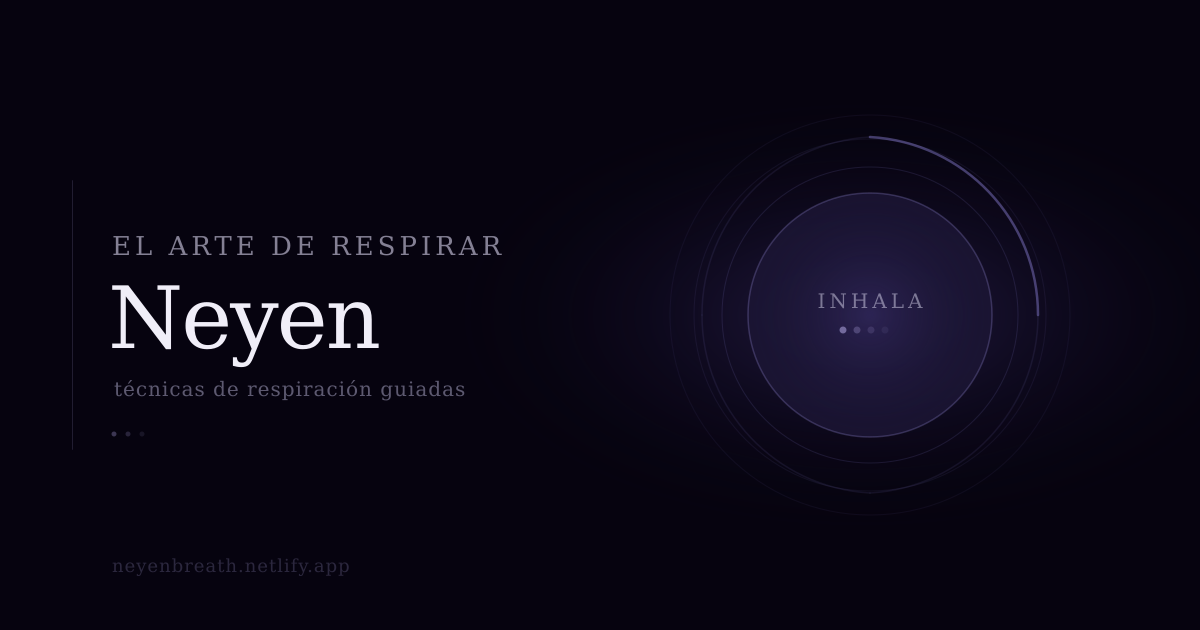 EL ARTE DE RESPIRAR
Neyen
técnicas de respiración guiadas
neyenbreath.netlify.app
INHALA